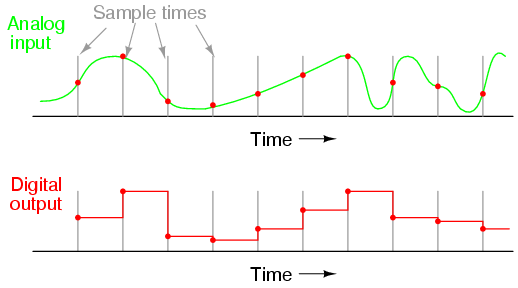 Sample times
Analog
input
Time
Digital
output
Time